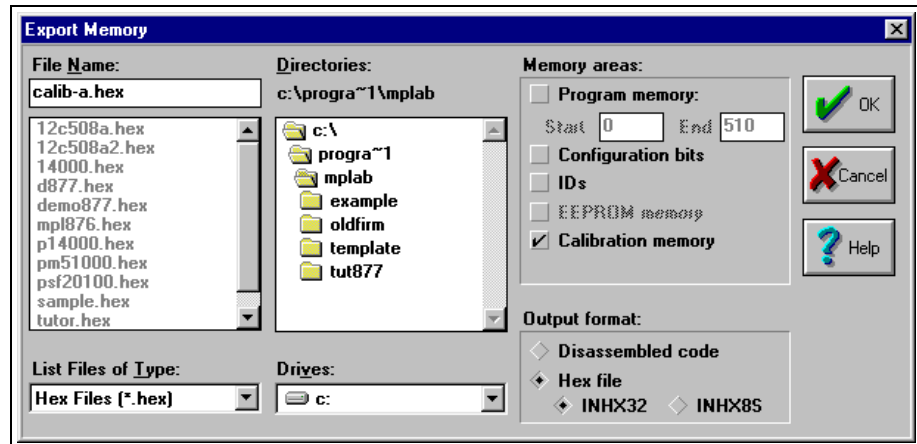 Export Memory
File Name:
calib-a.hex
12c508a.hex
12c508a2.hex
14000.hex
d877.hex
demo877.hex
mpl876.hex
p14000.hex
pm51000.hex
psf20100.hex
sample.hex
tutor.hex
List Files of Type:
Hex Files (*.hex)
Directories:
c:\progra~1\mplab
c:\
progra~1
mplab
example
oldfirm
template
tut877
Drives:
c:
Memory areas:
Program memory:
Start 0 End 510
Configuration bits
IDs
EEPROM memory
Calibration memory
Output format:
Disassembled code
Hex file
INHX32 INHX8S
OK
Cancel
Help